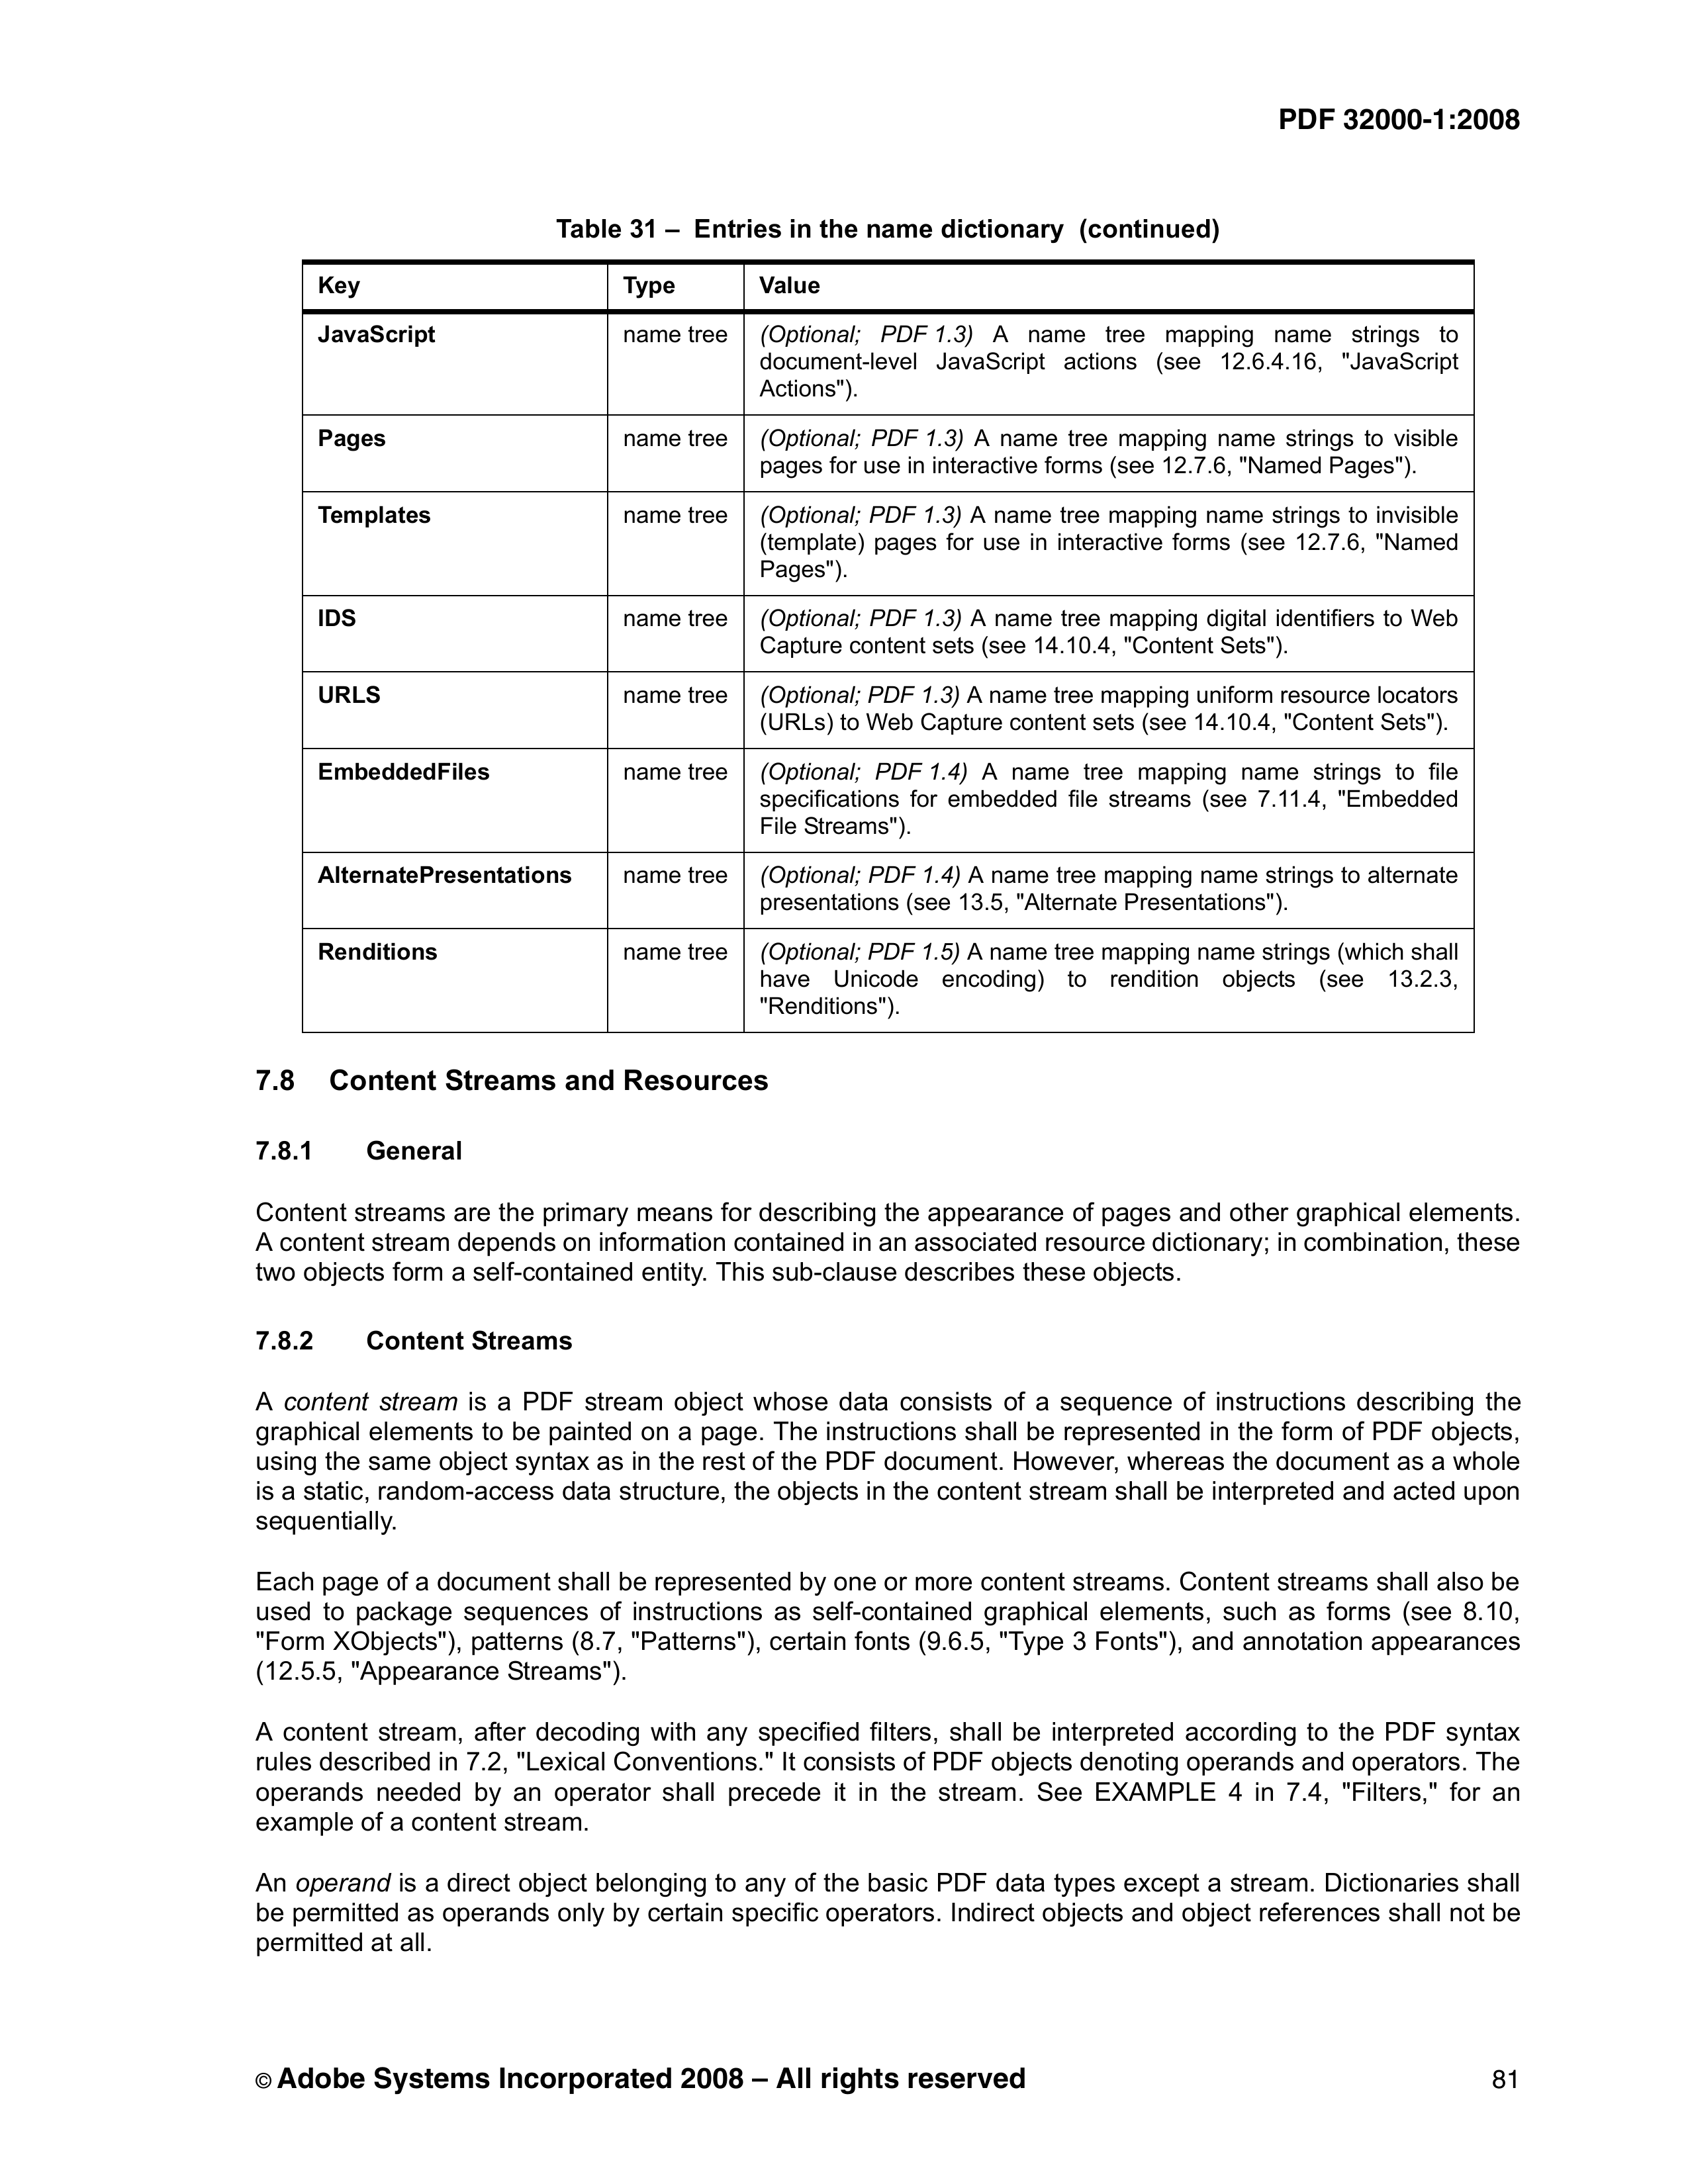 PDF 32000-1:2008
Table 31 – Entries in the name dictionary (continued)
Key Type Value
JavaScript name tree (Optional; PDF 1.3) A name tree mapping name strings to
document-level JavaScript actions (see 12.6.4.16, "JavaScript
Actions").
Pages name tree (Optional; PDF 1.3) A name tree mapping name strings to visible
pages for use in interactive forms (see 12.7.6, "Named Pages").
Templates name tree (Optional; PDF 1.3) A name tree mapping name strings to invisible
(template) pages for use in interactive forms (see 12.7.6, "Named
Pages").
IDS name tree (Optional; PDF 1.3) A name tree mapping digital identifiers to Web
Capture content sets (see 14.10.4, "Content Sets").
URLS name tree (Optional; PDF 1.3) A name tree mapping uniform resource locators
(URLs) to Web Capture content sets (see 14.10.4, "Content Sets").
EmbeddedFiles name tree (Optional; PDF 1.4) A name tree mapping name strings to file
specifications for embedded file streams (see 7.11.4, "Embedded
File Streams").
AlternatePresentations name tree (Optional; PDF 1.4) A name tree mapping name strings to alternate
presentations (see 13.5, "Alternate Presentations").
Renditions name tree (Optional; PDF 1.5) A name tree mapping name strings (which shall
have Unicode encoding) to rendition objects (see 13.2.3,
"Renditions").
7.8 Content Streams and Resources
7.8.1 General
Content streams are the primary means for describing the appearance of pages and other graphical elements.
A content stream depends on information contained in an associated resource dictionary; in combination, these
two objects form a self-contained entity. This sub-clause describes these objects.
7.8.2 Content Streams
A content stream is a PDF stream object whose data consists of a sequence of instructions describing the
graphical elements to be painted on a page. The instructions shall be represented in the form of PDF objects,
using the same object syntax as in the rest of the PDF document. However, whereas the document as a whole
is a static, random-access data structure, the objects in the content stream shall be interpreted and acted upon
sequentially.
Each page of a document shall be represented by one or more content streams. Content streams shall also be
used to package sequences of instructions as self-contained graphical elements, such as forms (see 8.10,
"Form XObjects"), patterns (8.7, "Patterns"), certain fonts (9.6.5, "Type 3 Fonts"), and annotation appearances
(12.5.5, "Appearance Streams").
A content stream, after decoding with any specified filters, shall be interpreted according to the PDF syntax
rules described in 7.2, "Lexical Conventions." It consists of PDF objects denoting operands and operators. The
operands needed by an operator shall precede it in the stream. See EXAMPLE 4 in 7.4, "Filters," for an
example of a content stream.
An operand is a direct object belonging to any of the basic PDF data types except a stream. Dictionaries shall
be permitted as operands only by certain specific operators. Indirect objects and object references shall not be
permitted at all.
© Adobe Systems Incorporated 2008 – All rights reserved 81